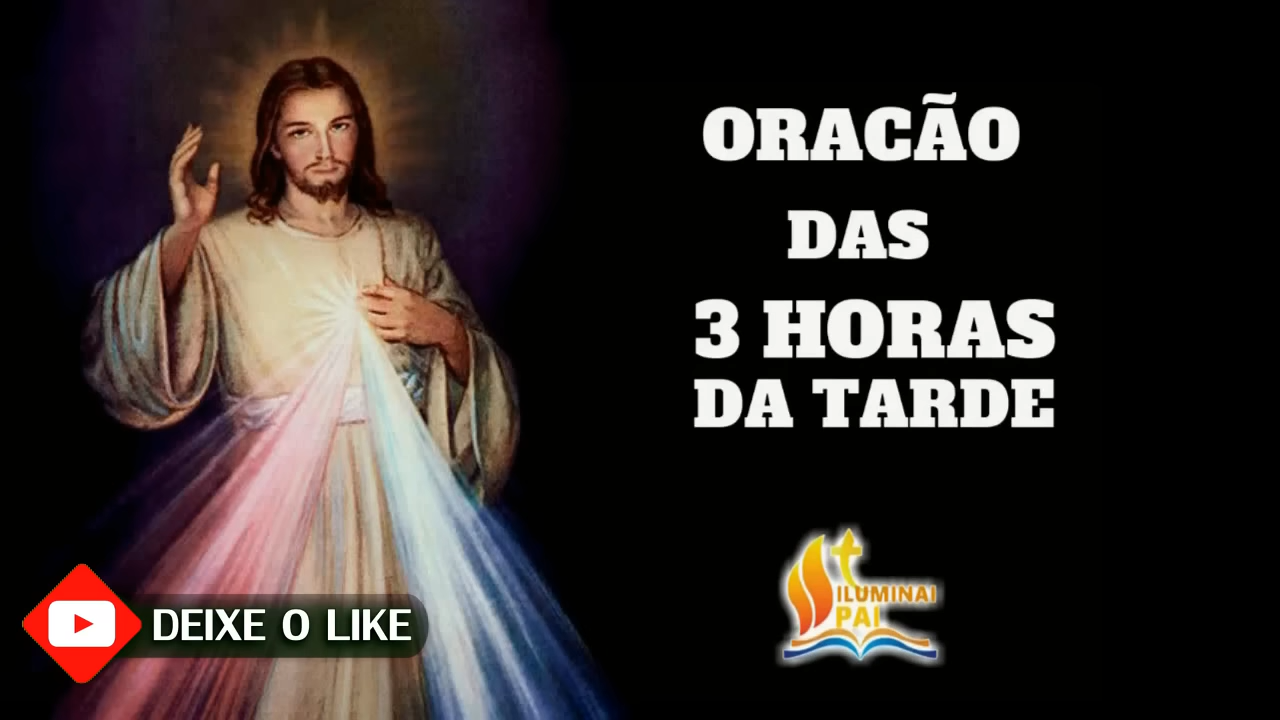 ORACÃO
DAS
3 HORAS
DA TARDE
ILUMINAI
PAI
DEIXE O LIKE